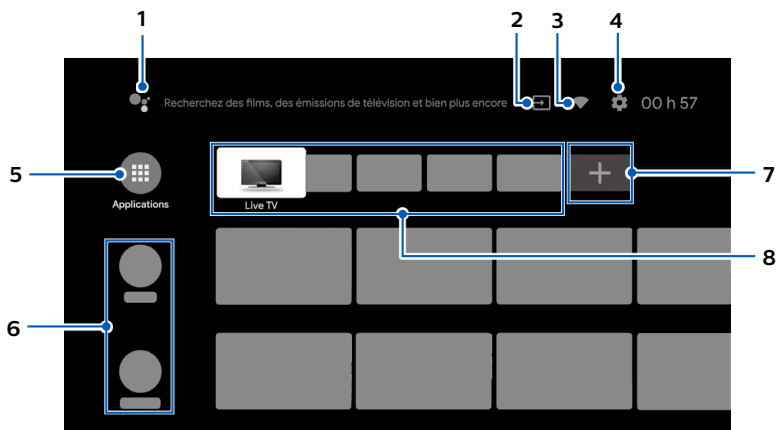 1
2
3
4
Recherchez des films, des émissions de télévision et bien plus encore
00 h 57
5
7
Applications
Live TV
8
6